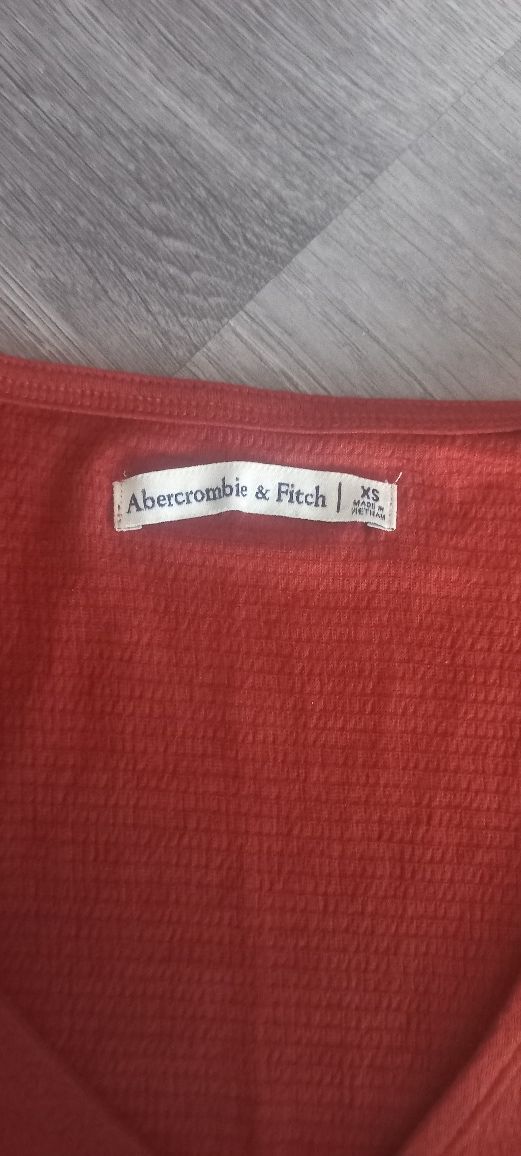 Abercrombie & Fitch | XS
MADE IN
VIETNAM